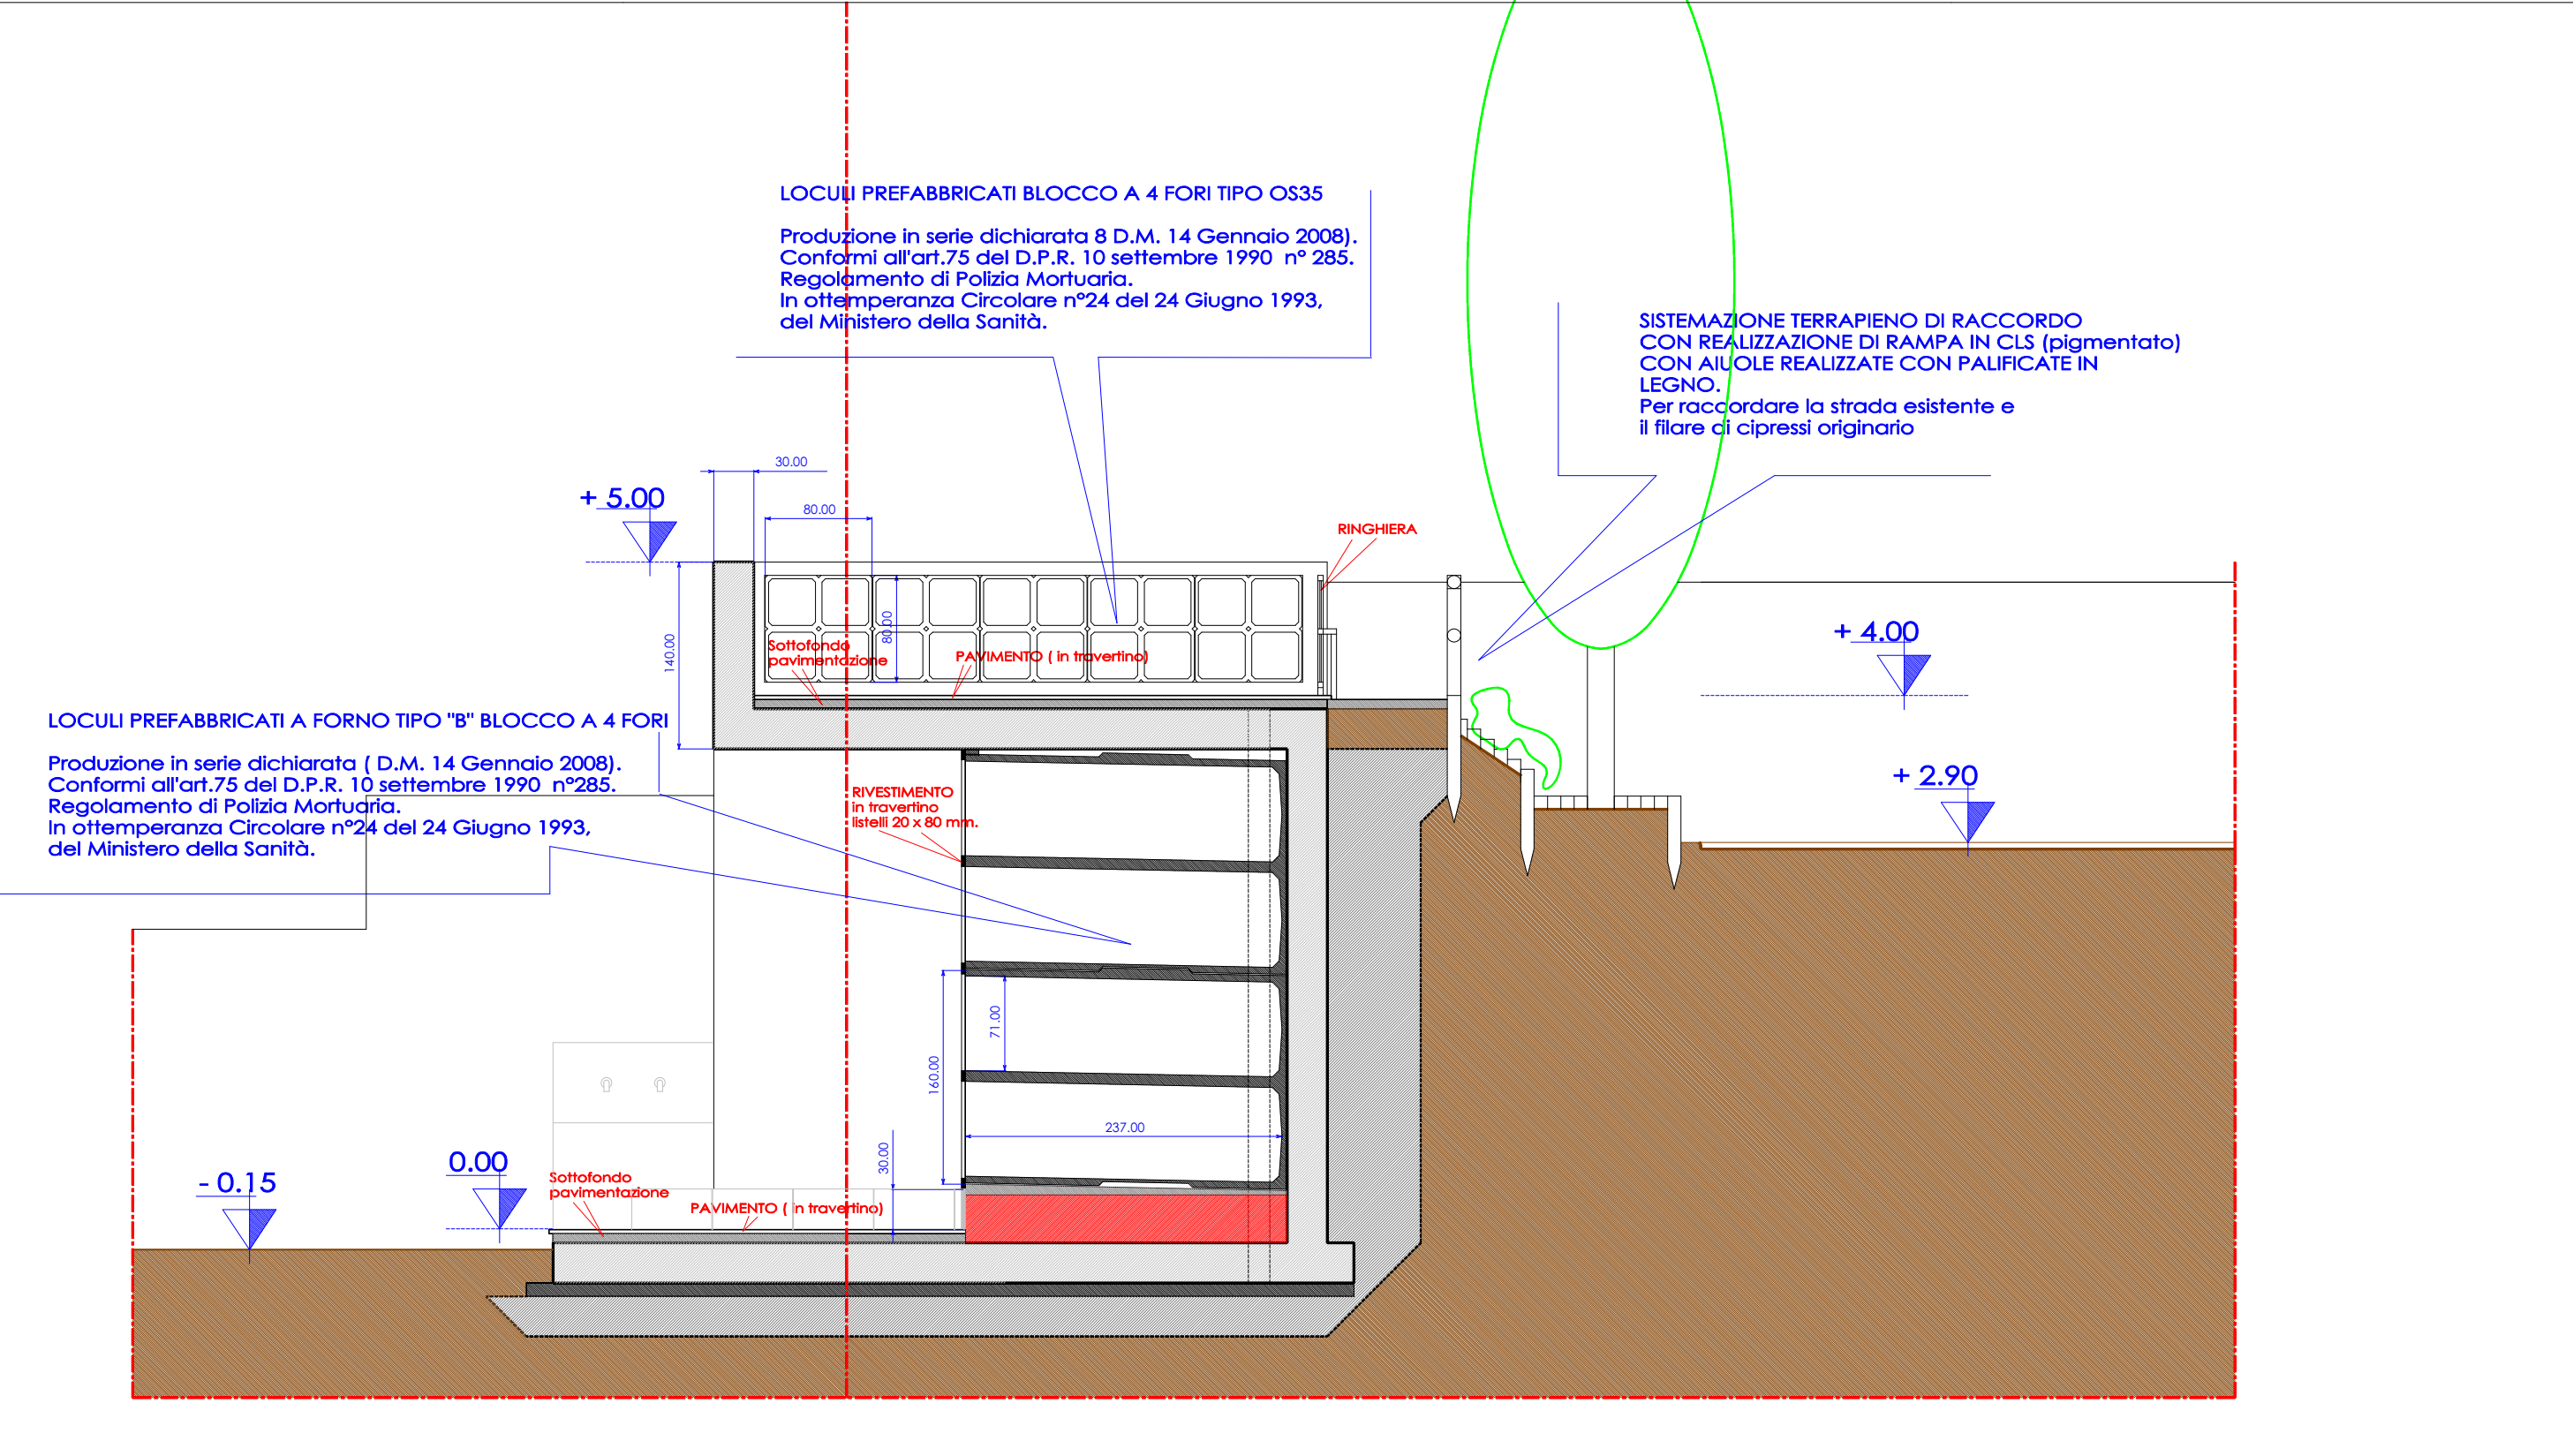 LOCULI PREFABBRICATI BLOCCO A 4 FORI TIPO OS35
Produzione in serie dichiarata 8 D.M. 14 Gennaio 2008).
Conformi all'art.75 del D.P.R. 10 settembre 1990 n° 285.
Regolamento di Polizia Mortuaria.
In ottemperanza Circolare n°24 del 24 Giugno 1993,
del Ministero della Sanità.
SISTEMAZIONE TERRAPIENO DI RACCORDO
CON REALIZZAZIONE DI RAMPA IN CLS (pigmentato)
CON AIUOLE REALIZZATE CON PALIFICATE IN
LEGNO.
Per raccordare la strada esistente e
il filare di cipressi originario
30.00
+ 5.00
80.00
RINGHIERA
140.00
80.00
Sottofondo
pavimentazione
PAVIMENTO ( in travertino)
+ 4.00
LOCULI PREFABBRICATI A FORNO TIPO "B" BLOCCO A 4 FORI
Produzione in serie dichiarata ( D.M. 14 Gennaio 2008).
Conformi all'art.75 del D.P.R. 10 settembre 1990 n°285.
Regolamento di Polizia Mortuaria.
In ottemperanza Circolare n°24 del 24 Giugno 1993,
del Ministero della Sanità.
RIVESTIMENTO
in travertino
listelli 20 x 80 mm.
+ 2.90
71.00
160.00
237.00
30.00
- 0.15
0.00
Sottofondo
pavimentazione
PAVIMENTO ( in travertino)